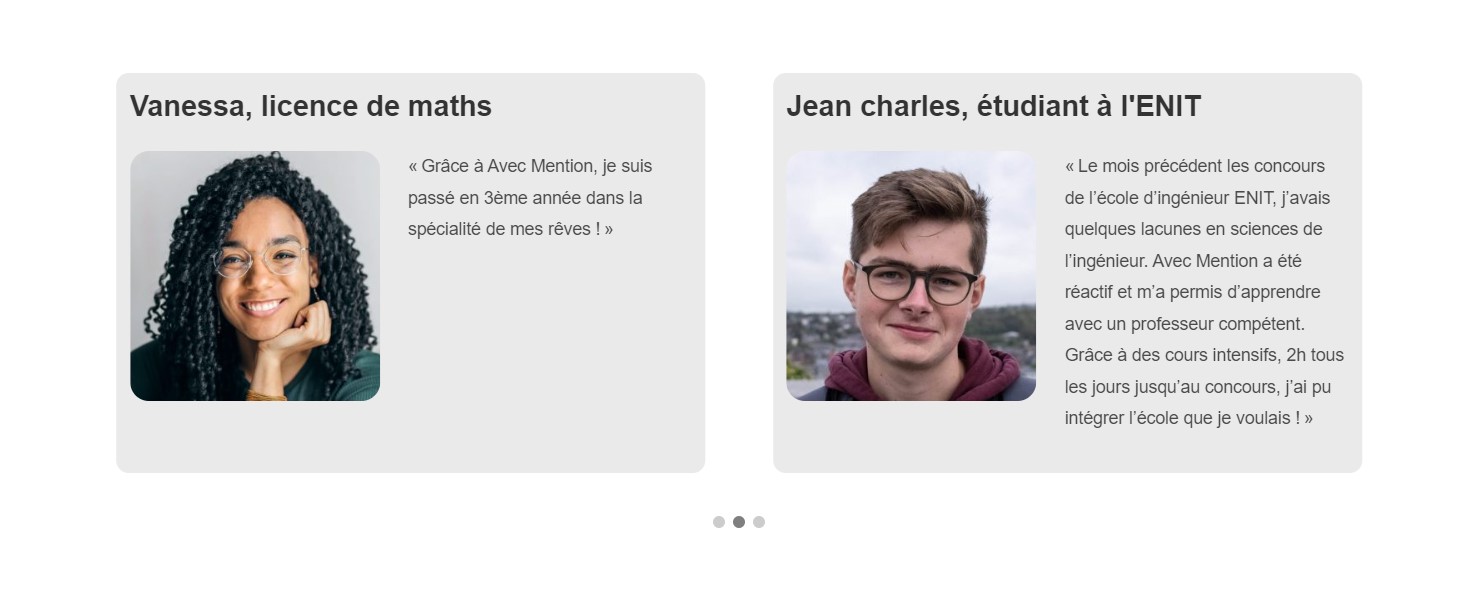 Vanessa, licence de maths
« Grâce à Avec Mention, je suis
passé en 3ème année dans la
spécialité de mes rêves ! »
Jean charles, étudiant à l'ENIT
« Le mois précédent les concours
de l’école d’ingénieur ENIT, j’avais
quelques lacunes en sciences de
l’ingénieur. Avec Mention a été
réactif et m’a permis d’apprendre
avec un professeur compétent.
Grâce à des cours intensifs, 2h tous
les jours jusqu’au concours, j’ai pu
intégrer l’école que je voulais ! »